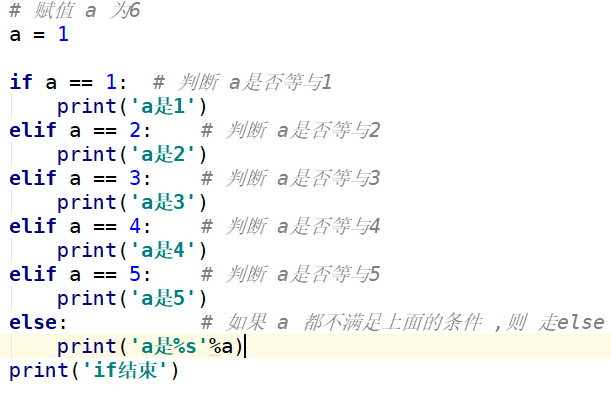 # 赋值 a 为6
a = 1
if a == 1:  # 判断 a是否等与1
    print('a是1')
elif a == 2:    # 判断 a是否等与2
    print('a是2')
elif a == 3:    # 判断 a是否等与3
    print('a是3')
elif a == 4:    # 判断 a是否等与4
    print('a是4')
elif a == 5:    # 判断 a是否等与5
    print('a是5')
else:           # 如果 a 都不满足上面的条件 ,则 走else
    print('a是%s'%a)
print('if结束')